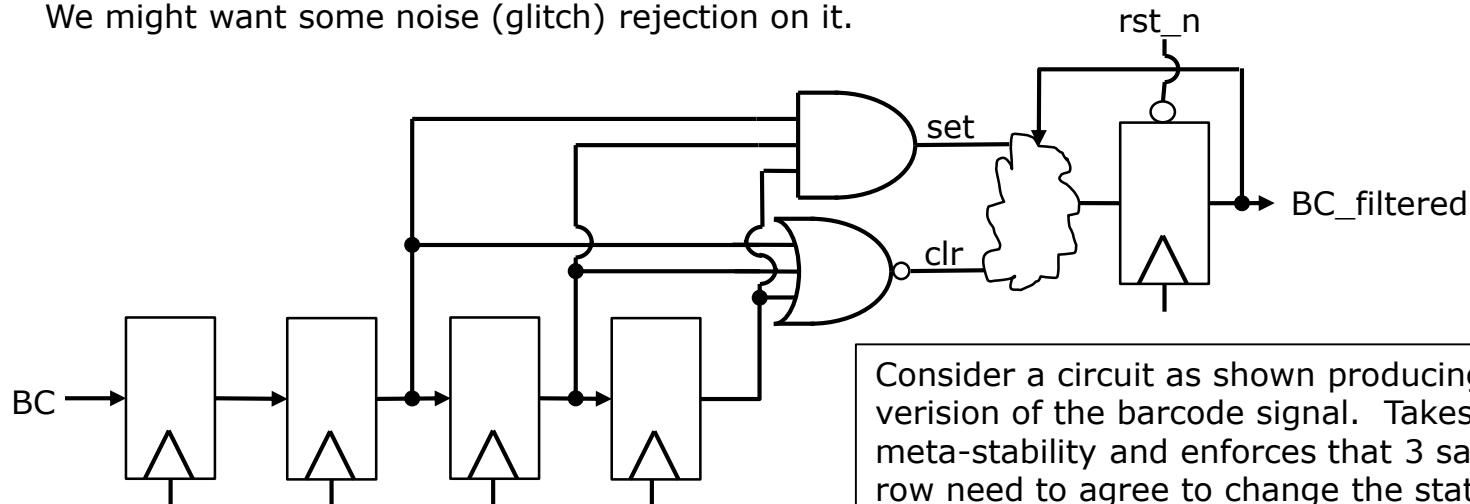 We might want some noise (glitch) rejection on it.
rst_n
set
BC_filtered
clr
BC
Consider a circuit as shown producing
verision of the barcode signal.  Takes
meta-stability and enforces that 3 sa
row need to agree to change the stat